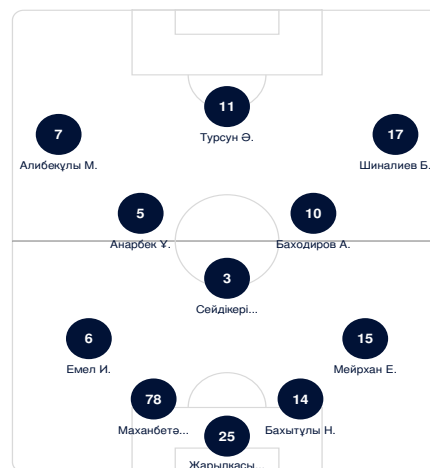 11
Турсун Ә.
7
Алибекұлы М.
17
Шиналиев Б.
5
Анарбек Ұ.
10
Баходиров А.
3
Сейдікері...
6
Емел И.
15
Мейрхан Е.
78
Маханбетә...
14
Бахытұлы Н.
25
Жарылқасы...